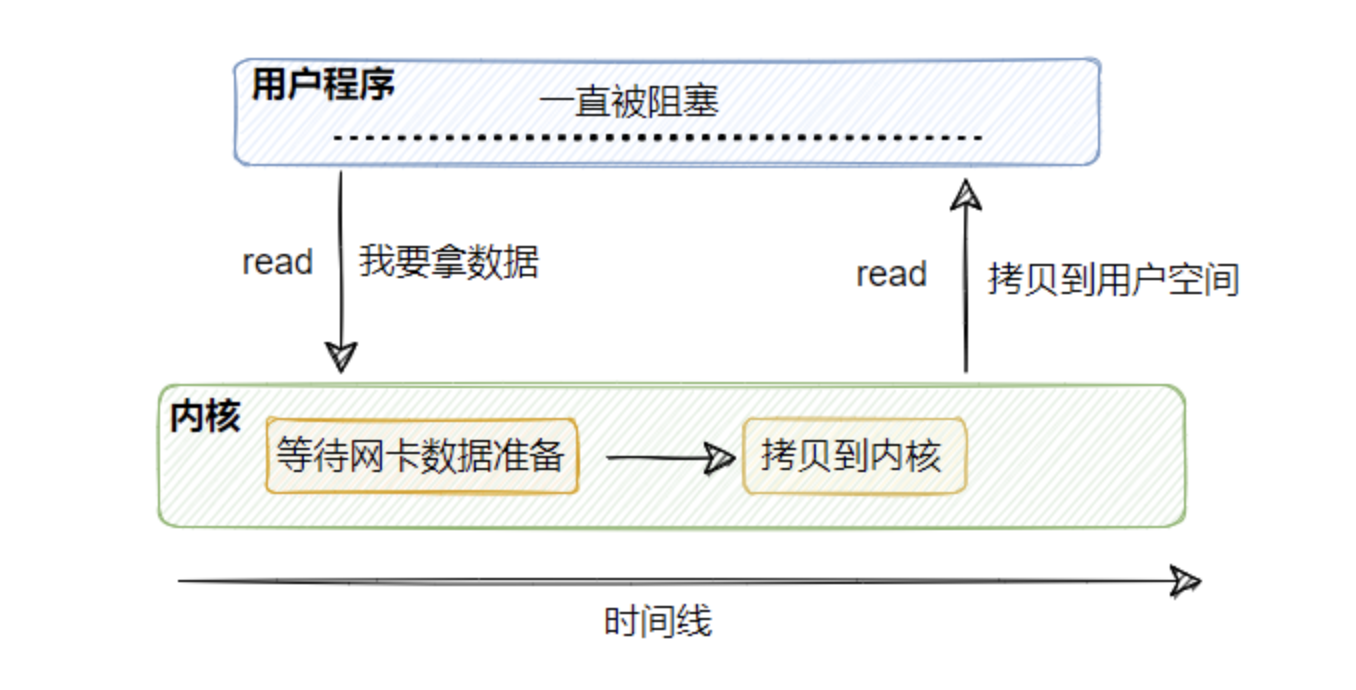 用户程序
一直被阻塞
read
我要拿数据
read
拷贝到用户空间
内核
等待网卡数据准备
拷贝到内核
时间线